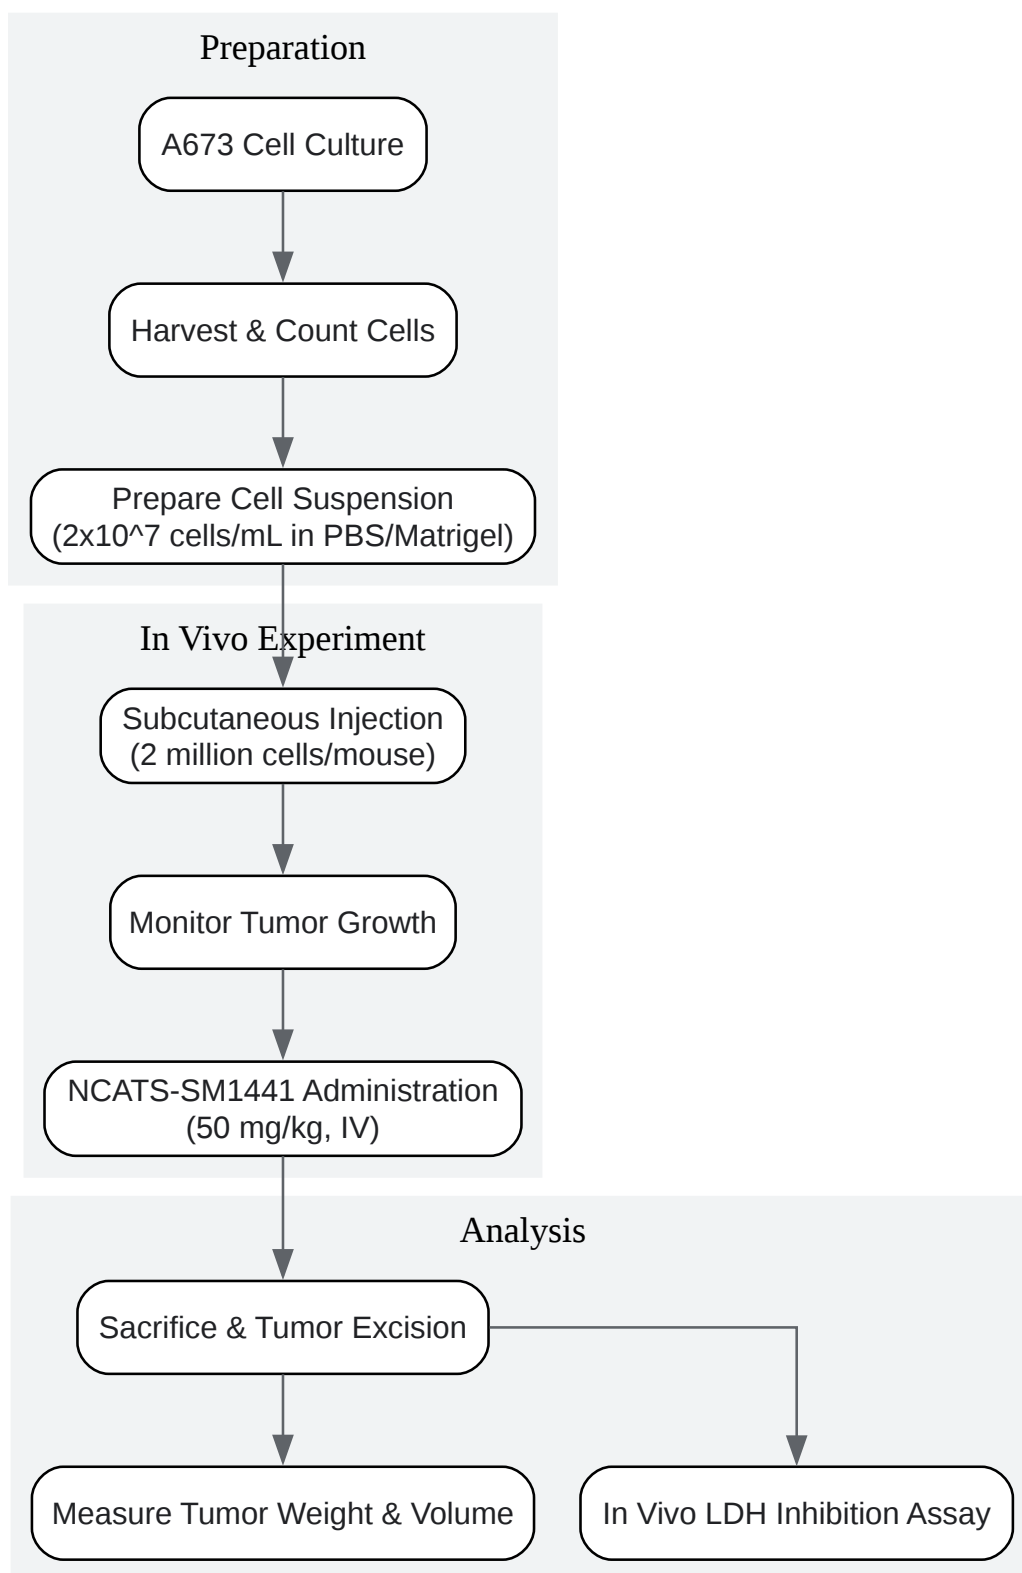 Preparation
A673 Cell Culture
Harvest & Count Cells
Prepare Cell Suspension
(2x10^7 cells/mL in PBS/Matrigel)
In Vivo Experiment
Subcutaneous Injection
(2 million cells/mouse)
Monitor Tumor Growth
NCATS-SM1441 Administration
(50 mg/kg, IV)
Analysis
Sacrifice & Tumor Excision
Measure Tumor Weight & Volume
In Vivo LDH Inhibition Assay